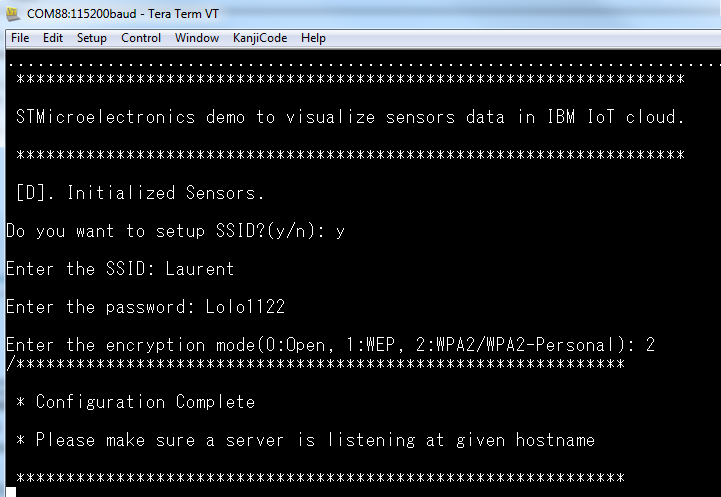 COM88:115200baud - Tera Term VT
File Edit Setup Control Window KanjiCode Help
........................................................................
*******************************************************************
STMicroelectronics demo to visualize sensors data in IBM IoT cloud.
*******************************************************************
[D]. Initialized Sensors.
Do you want to setup SSID?(y/n): y
Enter the SSID: Laurent
Enter the password: Lolo1122
Enter the encryption mode(0:Open, 1:WEP, 2:WPA2/WPA2-Personal): 2
/*************************************************************
* Configuration Complete
* Please make sure a server is listening at given hostname
*************************************************************